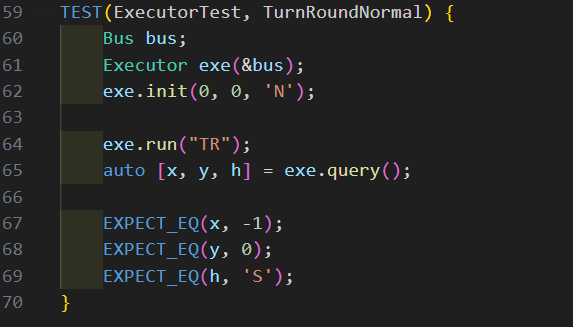 59 TEST(ExecutorTest, TurnRoundNormal) {
60     Bus bus;
61     Executor exe(&bus);
62     exe.init(0, 0, 'N');
63
64     exe.run("TR");
65     auto [x, y, h] = exe.query();
66
67     EXPECT_EQ(x, -1);
68     EXPECT_EQ(y, 0);
69     EXPECT_EQ(h, 'S');
70 }